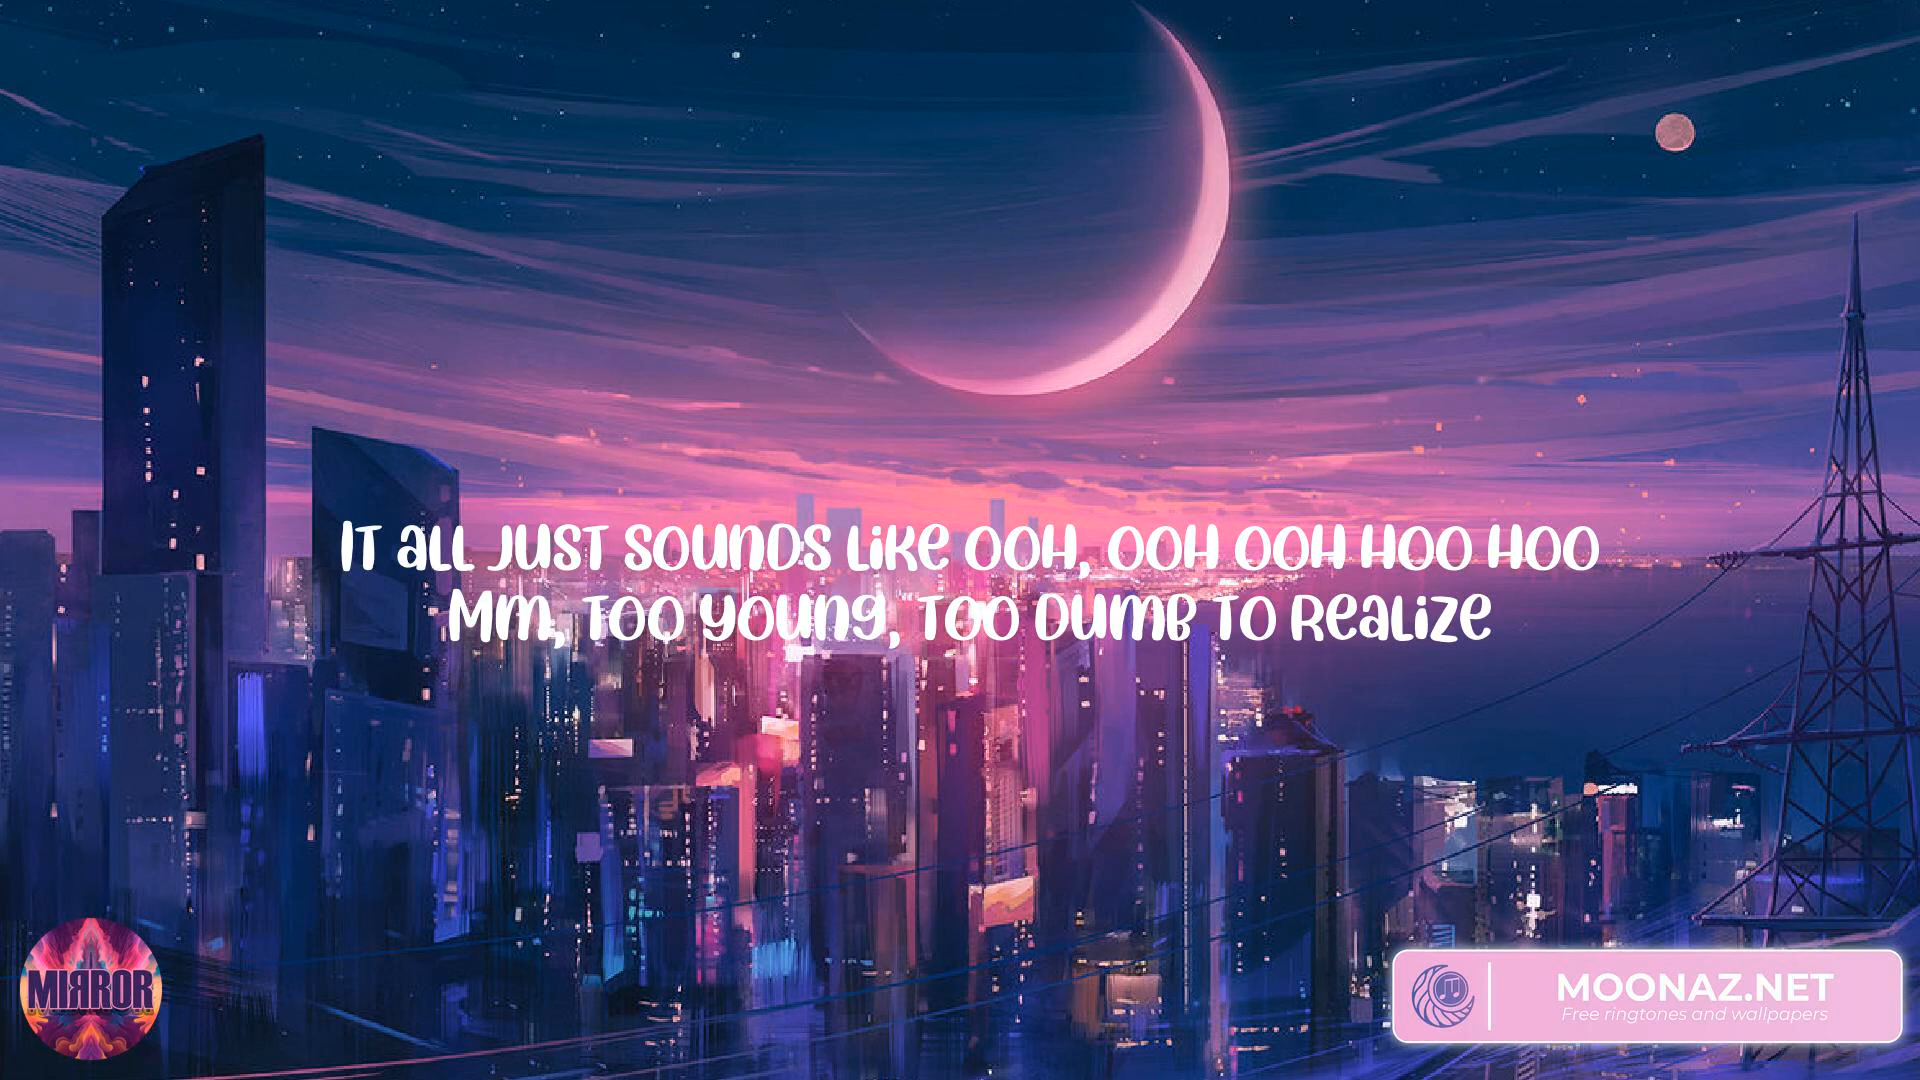 IT aLL JUST SOUNDS LiKe OOH, OOH OOH HOO HOO
MM, TOO YOUNG, TOO DUMB TO ReaLiZe
MIRROR
MOONAZ.NET
Free ringtones and wallpapers